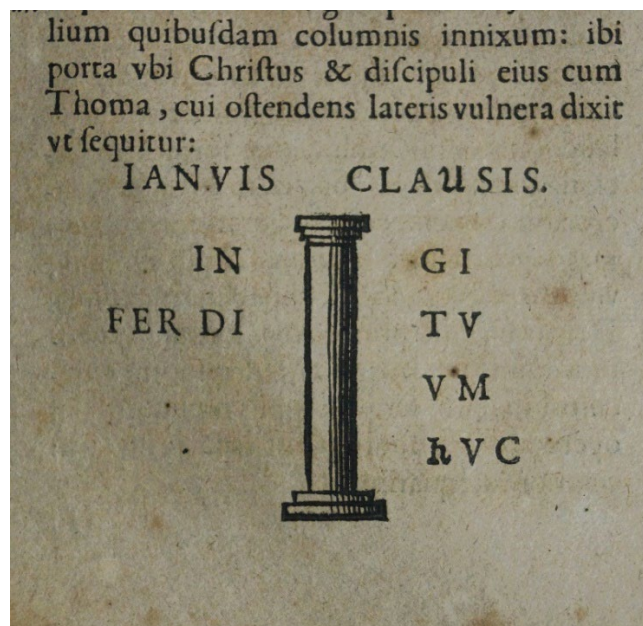 lium quibuſdam columnis innixum: ibi
porta vbi Chriſtus & diſcipuli eius cum
Thoma, cui oſtendens lateris vulnera dixit
vt ſequitur:
IANVIS CLAUSIS.
IN GI
FER DI TV
VM
hVC